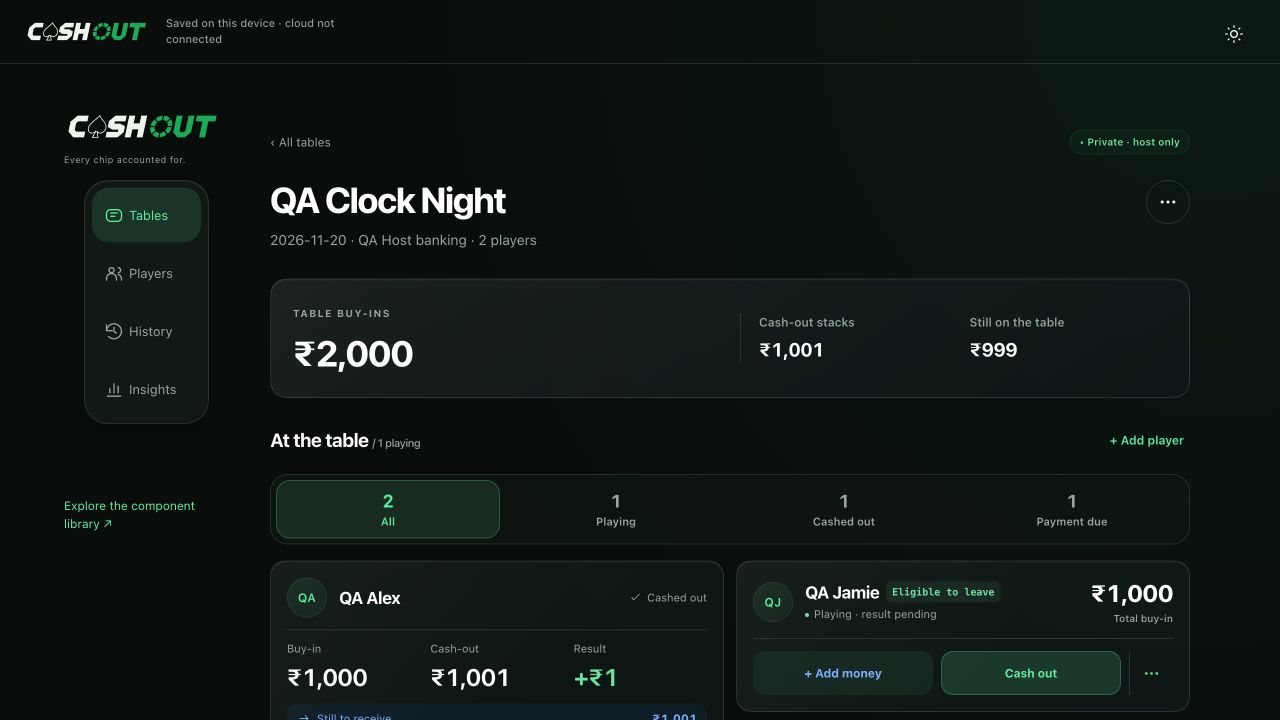 CASHOUT
Saved on this device · cloud not
connected
CASHOUT
Every chip accounted for.
Tables
Players
History
Insights
Explore the component
library ↗
‹ All tables
• Private · host only
QA Clock Night
2026-11-20 · QA Host banking · 2 players
TABLE BUY-INS
₹2,000
Cash-out stacks
₹1,001
Still on the table
₹999
At the table / 1 playing
+ Add player
2
All
1
Playing
1
Cashed out
1
Payment due
QA
QA Alex
✓ Cashed out
Buy-in
₹1,000
Cash-out
₹1,001
Result
+₹1
→ Still to receive
₹1,001
QJ
QA Jamie
Eligible to leave
• Playing · result pending
₹1,000
Total buy-in
+ Add money
Cash out